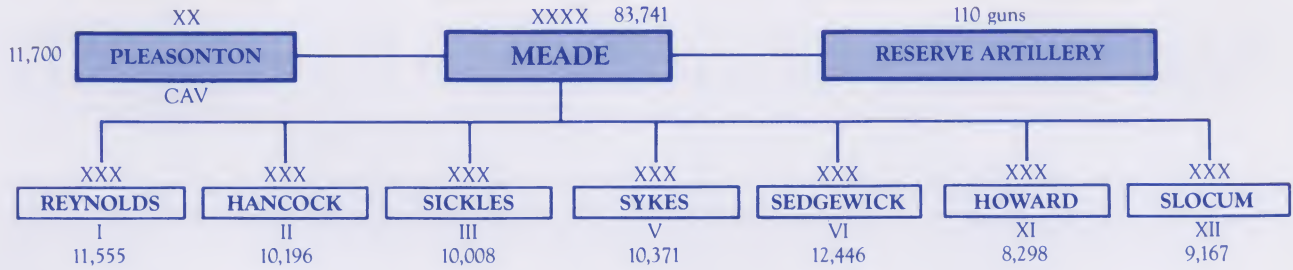 XX
XXXX 83,741
110 guns
11,700
PLEASONTON
MEADE
RESERVE ARTILLERY
CAV
XXX
XXX
XXX
XXX
XXX
XXX
XXX
REYNOLDS
HANCOCK
SICKLES
SYKES
SEDGEWICK
HOWARD
SLOCUM
I
II
III
V
VI
XI
XII
11,555
10,196
10,008
10,371
12,446
8,298
9,167